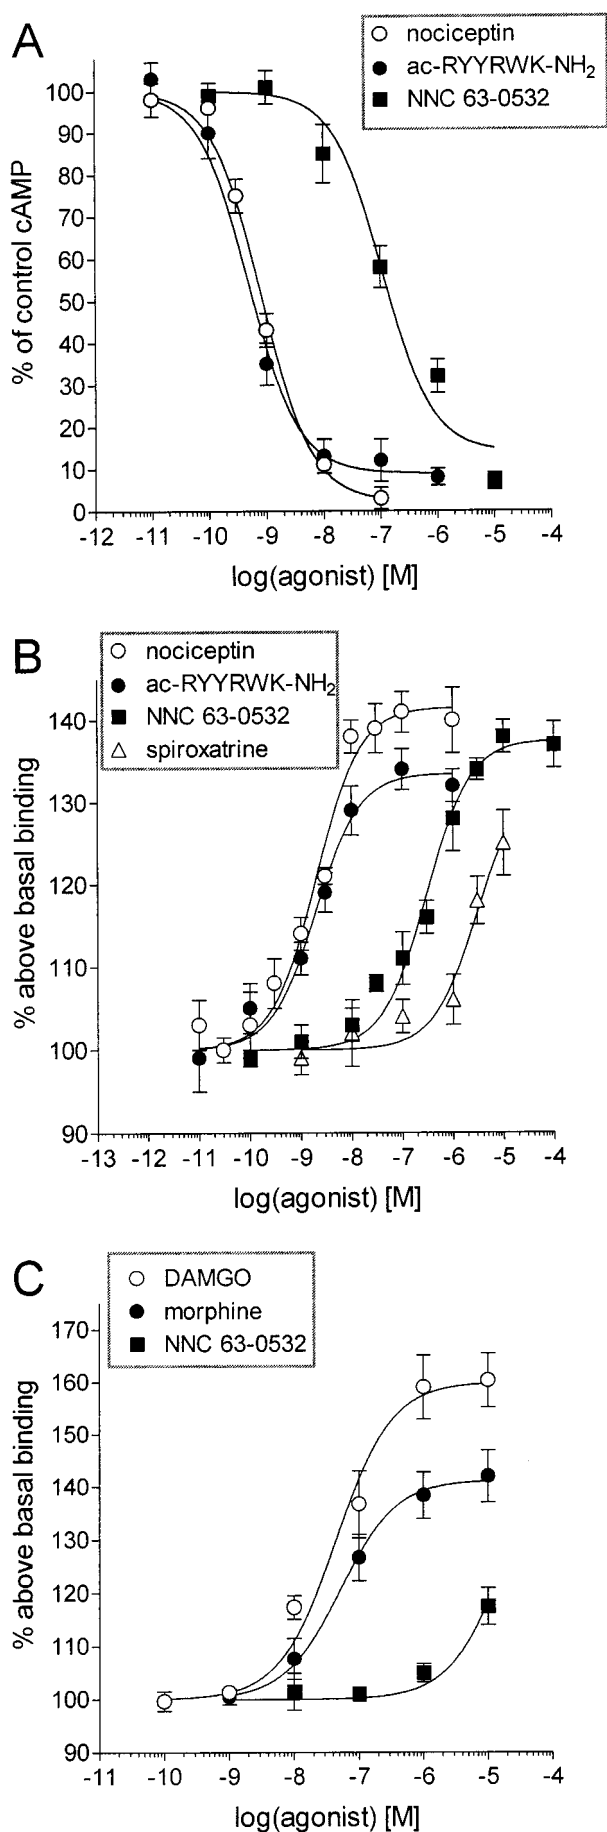 A
nociceptin
ac-RYYRWK-NH2
NNC 63-0532
% of control cAMP
100
90
80
70
60
50
40
30
20
10
0
-12 -11 -10 -9 -8 -7 -6 -5 -4
log(agonist) [M]
B
nociceptin
ac-RYYRWK-NH2
NNC 63-0532
spiroxatrine
% above basal binding
140
130
120
110
100
90
-13 -12 -11 -10 -9 -8 -7 -6 -5 -4
log(agonist) [M]
C
DAMGO
morphine
NNC 63-0532
% above basal binding
170
160
150
140
130
120
110
100
90
-11 -10 -9 -8 -7 -6 -5 -4
log(agonist) [M]